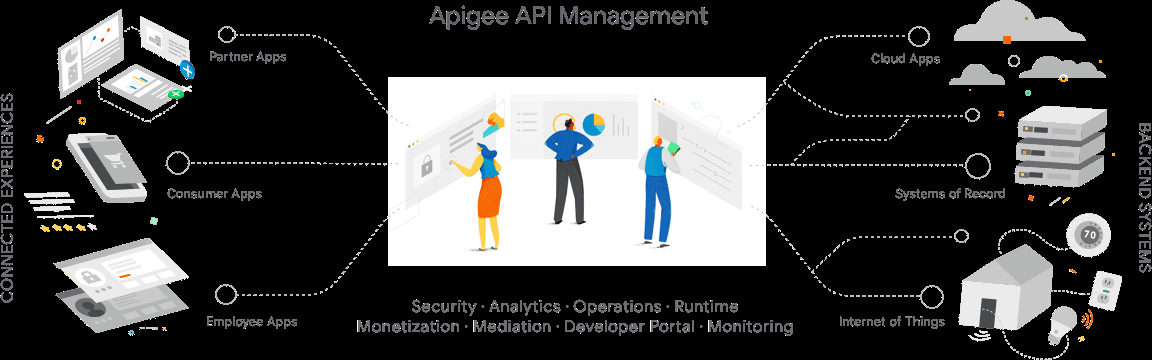 Apigee API Management
CONNECTED EXPERIENCES
Partner Apps
Consumer Apps
Employee Apps
Cloud Apps
Systems of Record
70
Internet of Things
BACKEND SYSTEMS
Security · Analytics · Operations · Runtime
Monetization · Mediation · Developer Portal · Monitoring